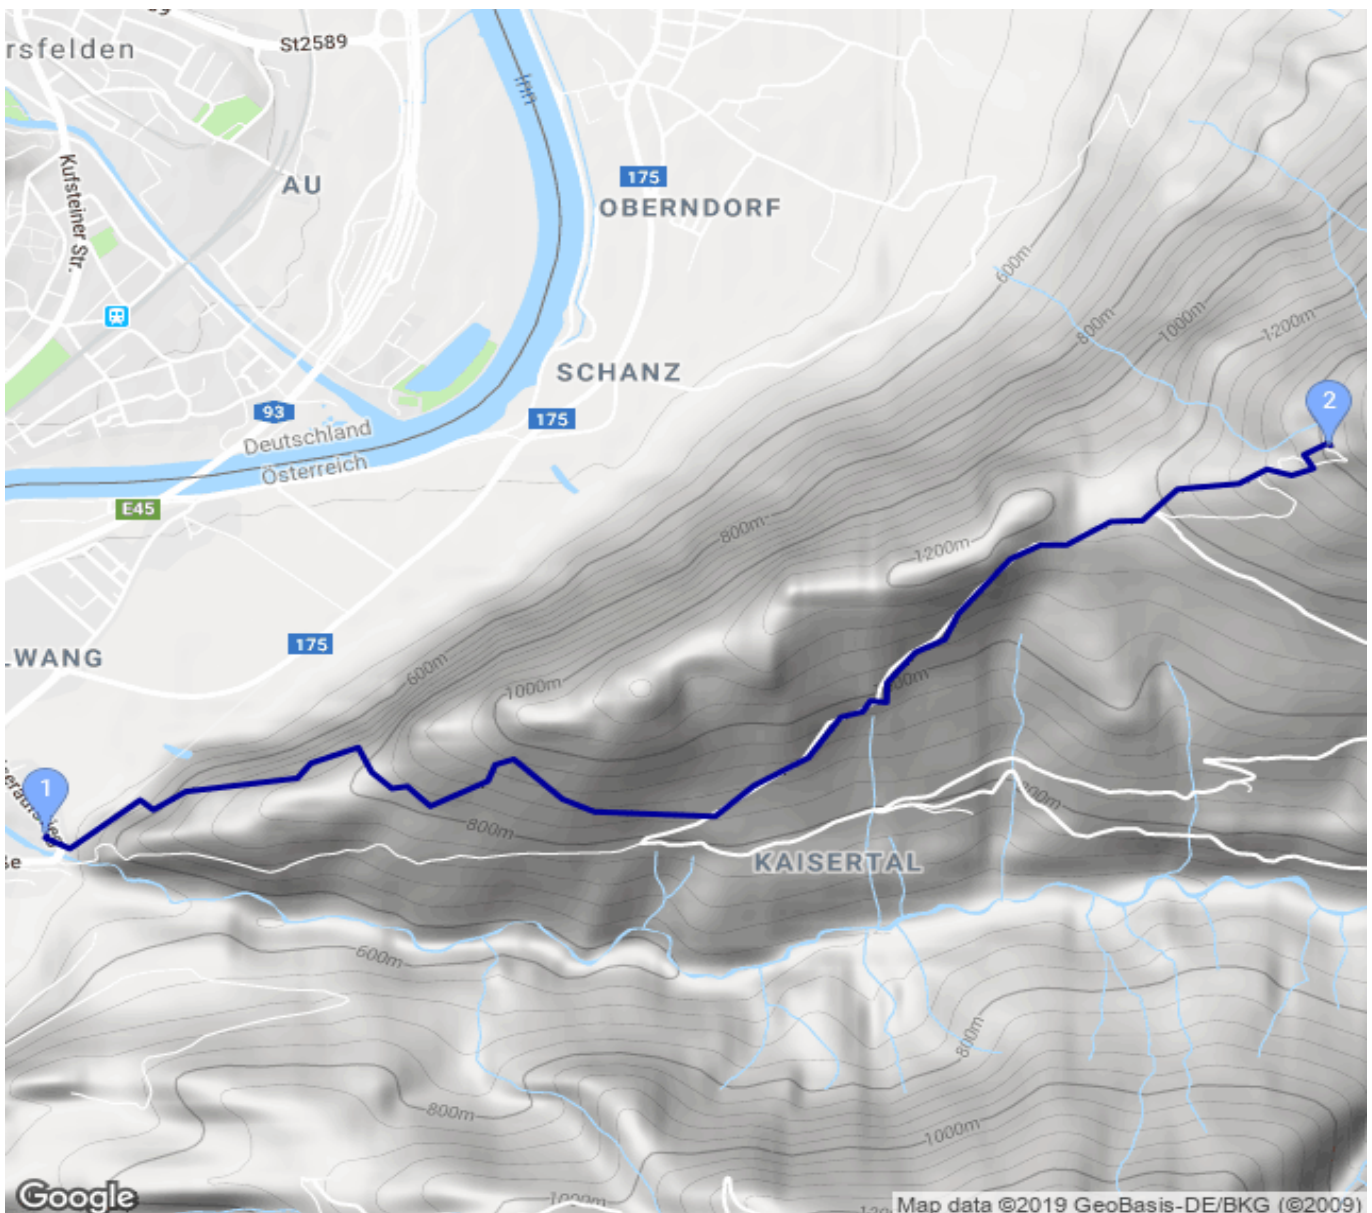 rsfelden
St2589
Inn
Kufsteiner Str.
AU
175
OBERNDORF
600m
800m
1000m
1200m
SCHANZ
93
175
2
Deutschland
Österreich
E45
800m
1200m
175
LWANG
600m
1000m
1
800m
KAISERTAL
600m
800m
800m
1000m
1000m
Google
Map data ©2019 GeoBasis-DE/BKG (©2009)